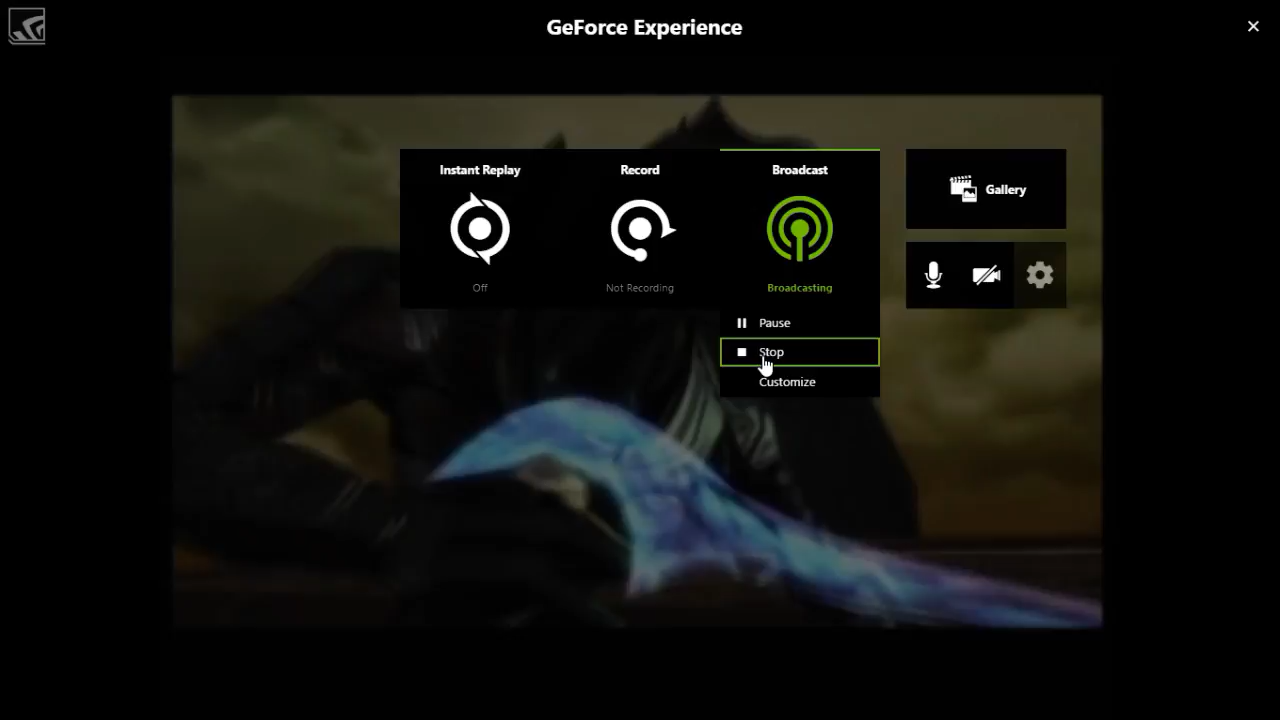 GeForce Experience
Instant Replay
Record
Broadcast
Gallery
Off
Not Recording
Broadcasting
Pause
Stop
Customize